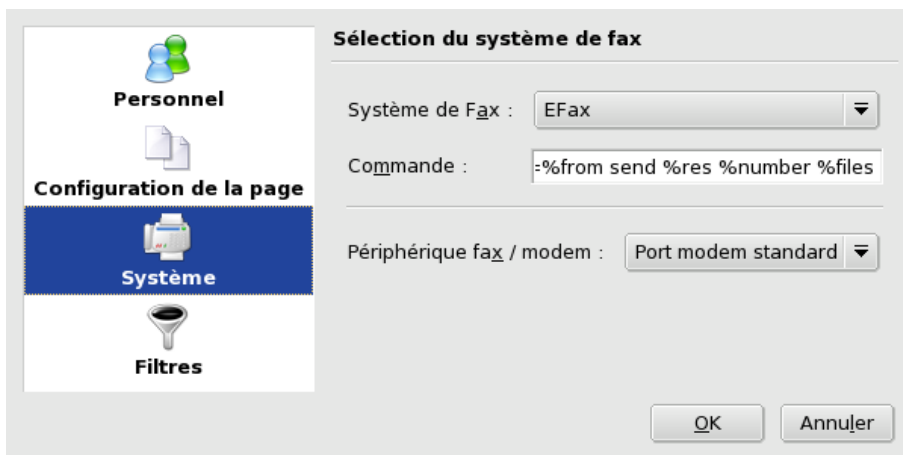 Personnel
Configuration de la page
Système
Filtres
Sélection du système de fax
Système de Fax : EFax
Commande : =%from send %res %number %files
Périphérique fax / modem : Port modem standard
OK Annuler